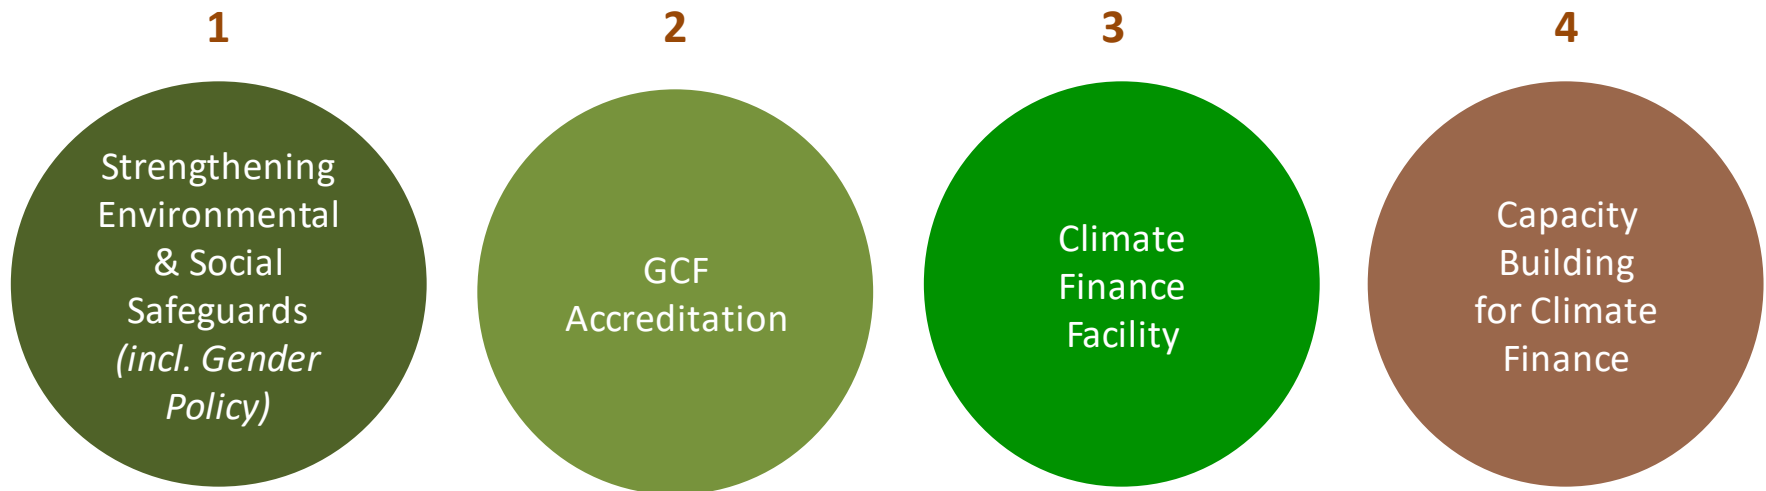 1
Strengthening
Environmental
& Social
Safeguards
(incl. Gender
Policy)
2
GCF
Accreditation
3
Climate
Finance
Facility
4
Capacity
Building
for Climate
Finance